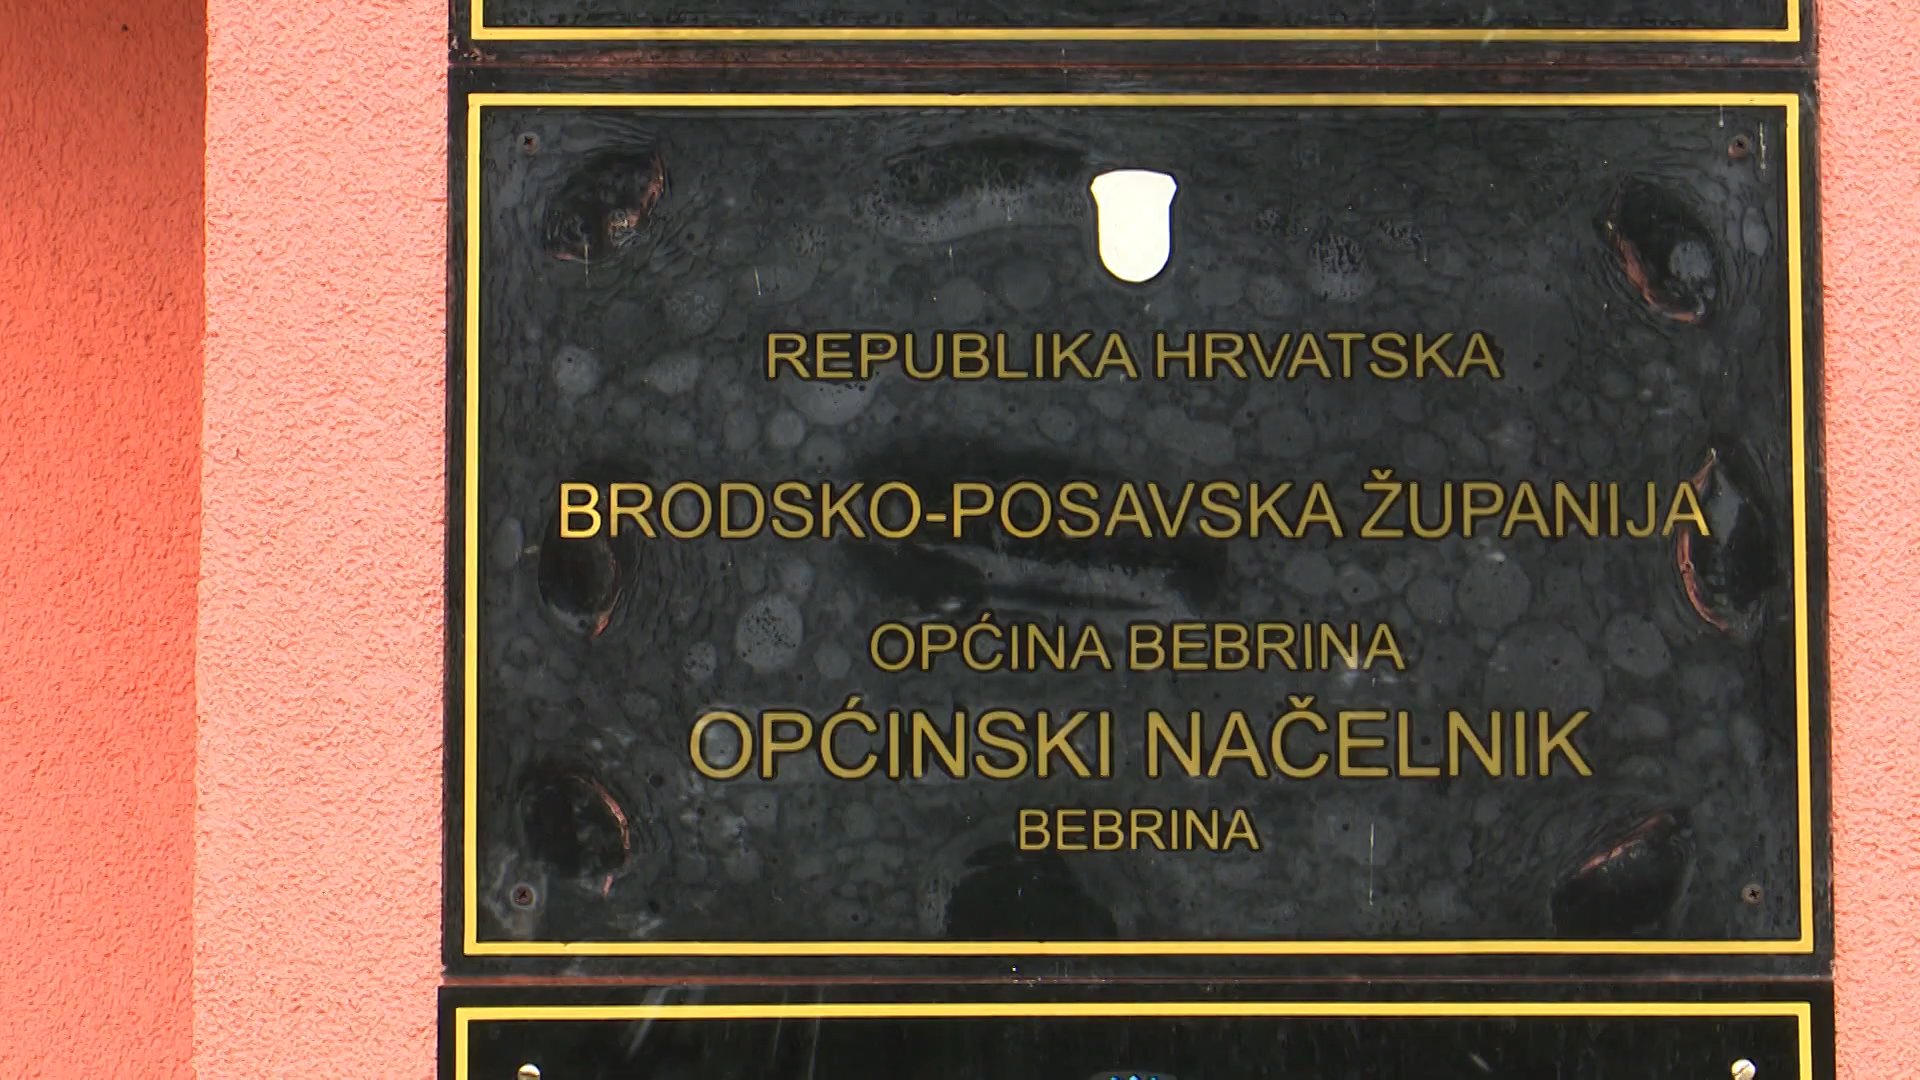 REPUBLIKA HRVATSKA
BRODSKO-POSAVSKA ŽUPANIJA
OPĆINA BEBRINA
OPĆINSKI NAČELNIK
BEBRINA